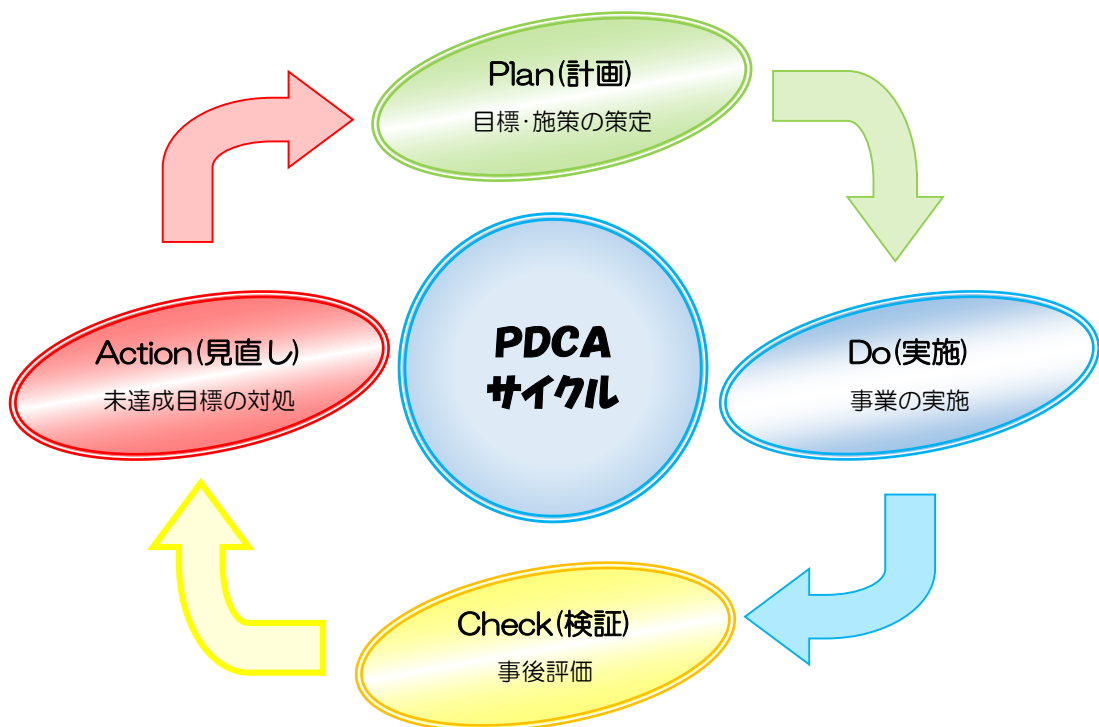 Plan(計画)
目標・施策の策定
Action(見直し)
未達成目標の対処
PDCA
サイクル
Do(実施)
事業の実施
Check(検証)
事後評価